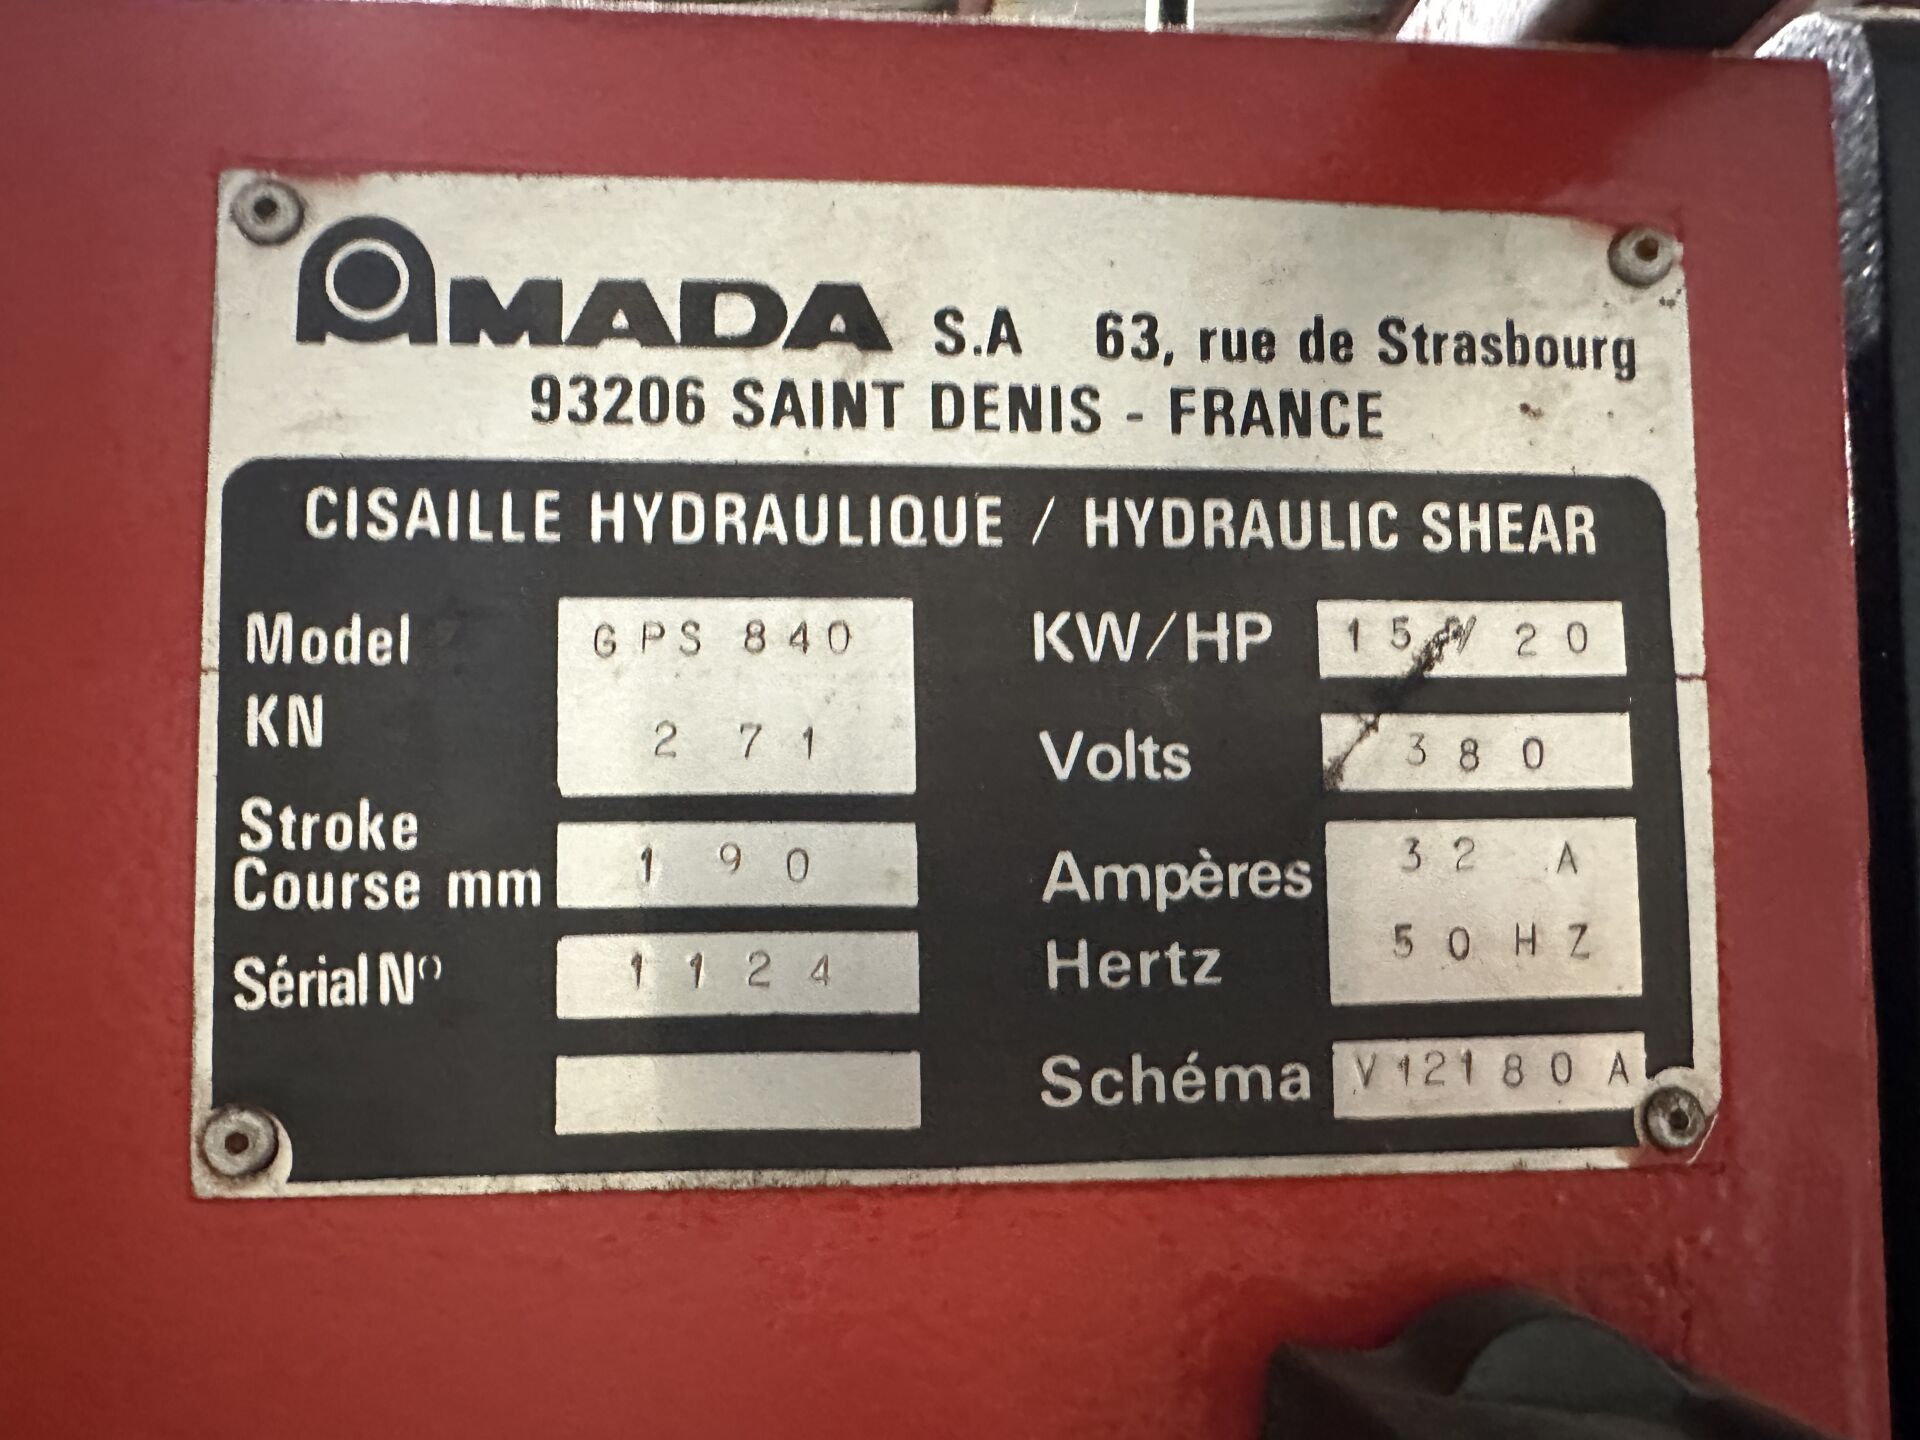 AMADA S.A 63, rue de Strasbourg
93206 SAINT DENIS - FRANCE
CISAILLE HYDRAULIQUE / HYDRAULIC SHEAR
Model GPS 840
KN 271
Stroke
Course mm 190
Sérial N° 1124
KW/HP 15 / 20
Volts 380
Ampères 32 A
Hertz 50 HZ
Schéma V12180A